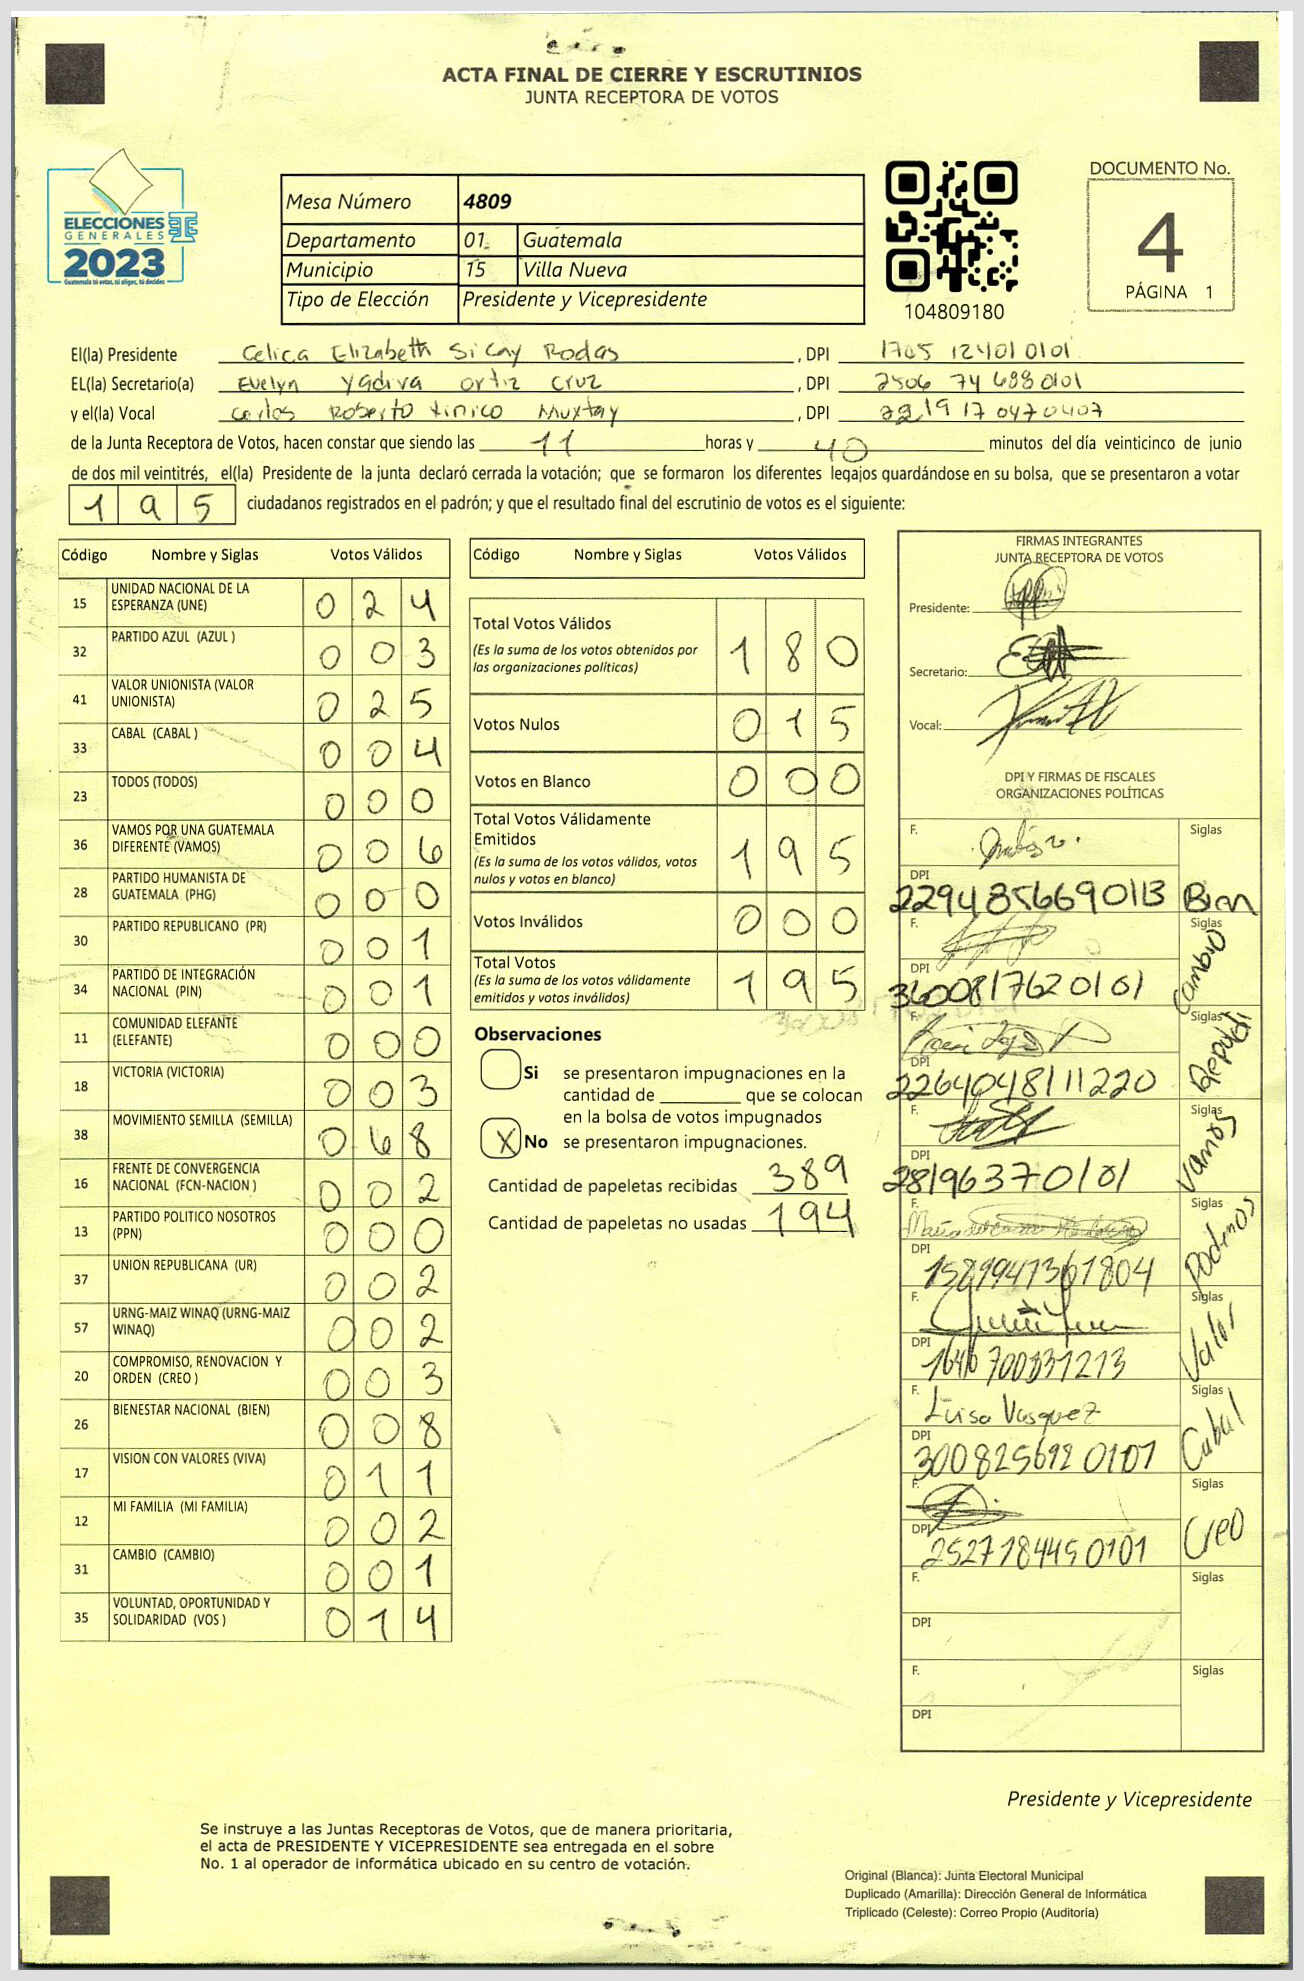 ACTA FINAL DE CIERRE Y ESCRUTINIOS
JUNTA RECEPTORA DE VOTOS
ELECCIONES
GENERALES
2023
Guatemala tú votas, tú eliges, tú decides
Mesa Número 4809
Departamento 01 Guatemala
Municipio 15 Villa Nueva
Tipo de Elección Presidente y Vicepresidente
104809180
DOCUMENTO No.
4
PÁGINA 1
El(la) Presidente Celica Elizabeth Sicay Rodas, DPI 1705 12401 0101
EL(la) Secretario(a) Evelyn Yadiva Ortiz Cruz, DPI 2506 74 688 0101
y el(la) Vocal Carlos Roberto Muxtay, DPI 2219 17 047 0407
de la Junta Receptora de Votos, hacen constar que siendo las 11 horas y 40 minutos del día veinticinco de junio
de dos mil veintitrés, el(la) Presidente de la junta declaró cerrada la votación; que se formaron los diferentes legajos guardándose en su bolsa, que se presentaron a votar
195 ciudadanos registrados en el padrón; y que el resultado final del escrutinio de votos es el siguiente:
Código Nombre y Siglas Votos Válidos
15 UNIDAD NACIONAL DE LA ESPERANZA (UNE) 0 2 4
32 PARTIDO AZUL (AZUL ) 0 0 3
41 VALOR UNIONISTA (VALOR UNIONISTA) 0 2 5
33 CABAL (CABAL ) 0 0 4
23 TODOS (TODOS) 0 0 0
36 VAMOS POR UNA GUATEMALA DIFERENTE (VAMOS) 0 0 6
28 PARTIDO HUMANISTA DE GUATEMALA (PHG) 0 0 0
30 PARTIDO REPUBLICANO (PR) 0 0 1
34 PARTIDO DE INTEGRACIÓN NACIONAL (PIN) 0 0 1
11 COMUNIDAD ELEFANTE (ELEFANTE) 0 0 0
18 VICTORIA (VICTORIA) 0 0 3
38 MOVIMIENTO SEMILLA (SEMILLA) 0 6 8
16 FRENTE DE CONVERGENCIA NACIONAL (FCN-NACION ) 0 0 2
13 PARTIDO POLITICO NOSOTROS (PPN) 0 0 0
37 UNION REPUBLICANA (UR) 0 0 2
57 URNG-MAIZ WINAQ (URNG-MAIZ WINAQ) 0 0 2
20 COMPROMISO, RENOVACION Y ORDEN (CREO ) 0 0 3
26 BIENESTAR NACIONAL (BIEN) 0 0 8
17 VISION CON VALORES (VIVA) 0 1 1
12 MI FAMILIA (MI FAMILIA) 0 0 2
31 CAMBIO (CAMBIO) 0 0 1
35 VOLUNTAD, OPORTUNIDAD Y SOLIDARIDAD (VOS ) 0 1 4
Código Nombre y Siglas Votos Válidos
Total Votos Válidos 1 8 0
(Es la suma de los votos obtenidos por
las organizaciones políticas)
Votos Nulos 0 1 5
Votos en Blanco 0 0 0
Total Votos Válidamente
Emitidos 1 9 5
(Es la suma de los votos válidos, votos
nulos y votos en blanco)
Votos Inválidos 0 0 0
Total Votos 1 9 5
(Es la suma de los votos válidamente
emitidos y votos inválidos)
Observaciones
Si se presentaron impugnaciones en la
cantidad de ________ que se colocan
en la bolsa de votos impugnados
X No se presentaron impugnaciones.
Cantidad de papeletas recibidas 389
Cantidad de papeletas no usadas 194
FIRMAS INTEGRANTES
JUNTA RECEPTORA DE VOTOS
Presidente:
Secretario:
Vocal:
DPI Y FIRMAS DE FISCALES
ORGANIZACIONES POLÍTICAS
F. Siglas
DPI 2294856690113 Bien
F. Siglas
DPI 3600817620101 Cambio
F. Siglas
DPI 2264048111220
F. Siglas
DPI 2819637 0101 Vamos
F. Siglas
DPI 1589947361804 Podemos
F. Siglas
DPI Valor
F. Luisa Vasquez Siglas
DPI 300825692 0101 Cabal
F. Siglas
DPI 2527184490101 Creo
F. Siglas
DPI
F. Siglas
DPI
Presidente y Vicepresidente
Se instruye a las Juntas Receptoras de Votos, que de manera prioritaria,
el acta de PRESIDENTE Y VICEPRESIDENTE sea entregada en el sobre
No. 1 al operador de informática ubicado en su centro de votación.
Original (Blanca): Junta Electoral Municipal
Duplicado (Amarilla): Dirección General de Informática
Triplicado (Celeste): Correo Propio (Auditoría)